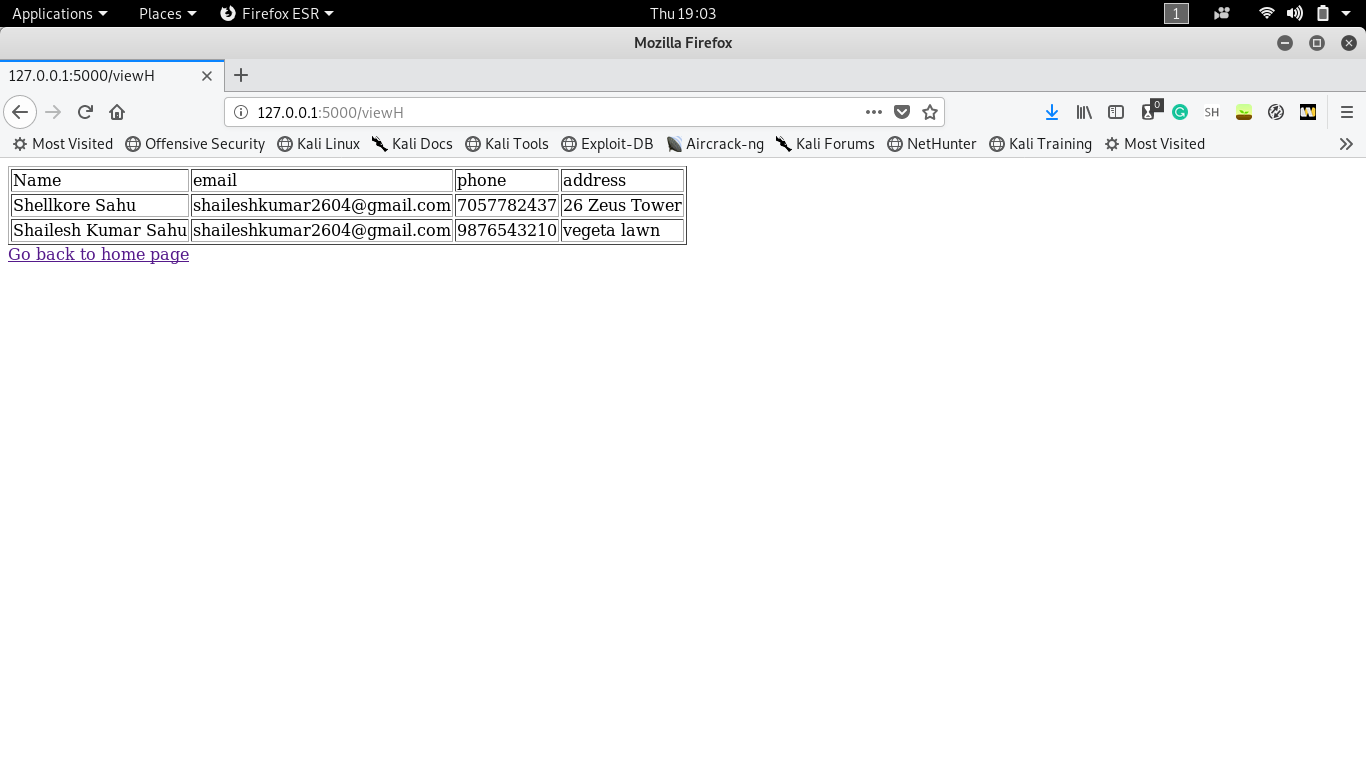 Applications Places Firefox ESR Thu 19:03 1
Mozilla Firefox
127.0.0.1:5000/viewH
127.0.0.1:5000/viewH 0 SH
Most Visited Offensive Security Kali Linux Kali Docs Kali Tools Exploit-DB Aircrack-ng Kali Forums NetHunter Kali Training Most Visited
Name email phone address
Shellkore Sahu shaileshkumar2604@gmail.com 7057782437 26 Zeus Tower
Shailesh Kumar Sahu shaileshkumar2604@gmail.com 9876543210 vegeta lawn
Go back to home page